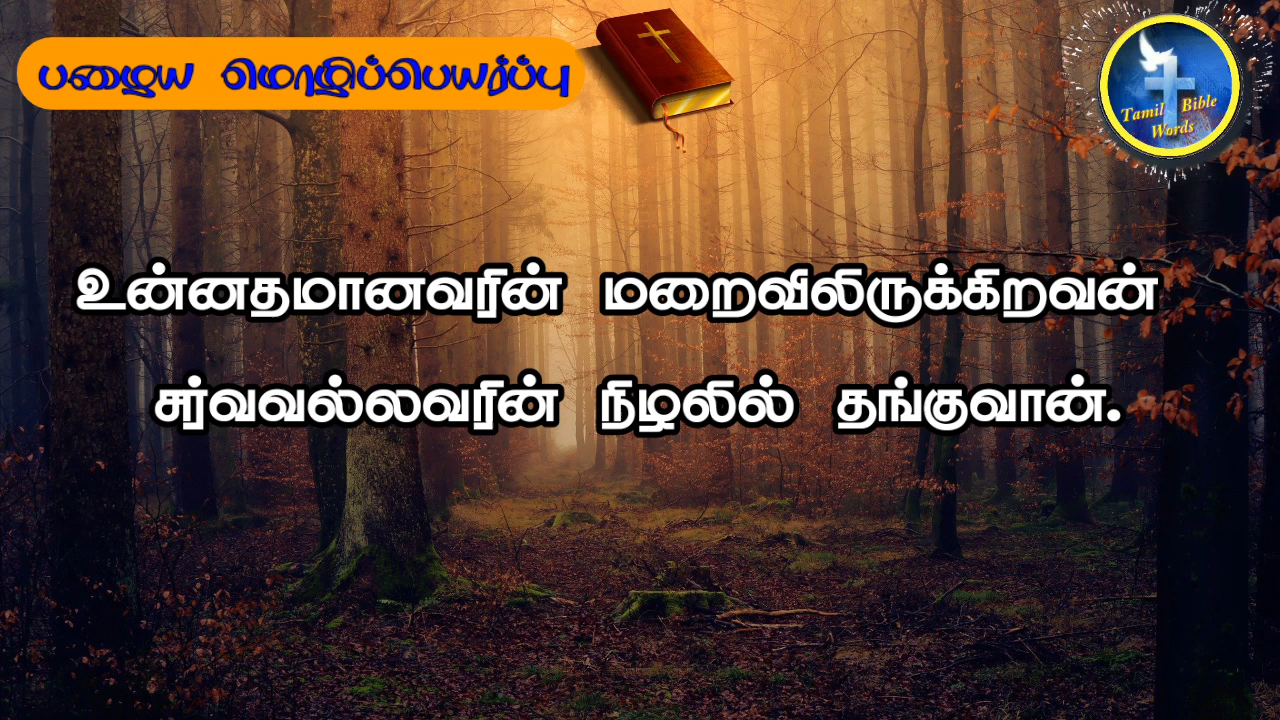 பழைய மொழிப்பெயர்ப்பு
Tamil Bible
Words
உன்னதமானவரின் மறைவிலிருக்கிறவன்
சர்வவல்லவரின் நிழலில் தங்குவான்.